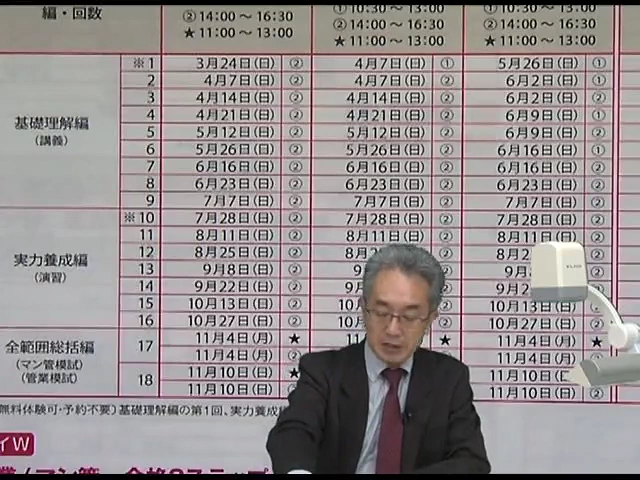 編・回数
② 14:00 ～ 16:30
★ 11:00 ～ 13:00
① 10:30 ～ 13:00
② 14:00 ～ 16:30
★ 11:00 ～ 13:00
① 10:30 ～ 13:00
② 14:00 ～ 16:30
★ 11:00 ～ 13:00
基礎理解編
(講義)
※1 3月24日(日) ② 4月7日(日) ① 5月26日(日) ①
2 4月7日(日) ② 4月7日(日) ② 6月2日(日) ①
3 4月14日(日) ② 4月14日(日) ② 6月2日(日) ②
4 4月21日(日) ② 4月21日(日) ② 6月9日(日) ①
5 5月12日(日) ② 5月12日(日) ② 6月9日(日) ②
6 5月26日(日) ② 5月26日(日) ② 6月16日(日) ①
7 6月16日(日) ② 6月16日(日) ② 6月16日(日) ②
8 6月23日(日) ② 6月23日(日) ② 6月23日(日) ②
9 7月7日(日) ② 7月7日(日) ② 7月7日(日) ②
実力養成編
(演習)
※10 7月28日(日) ② 7月28日(日) ② 7月28日(日) ②
11 8月11日(日) ② 8月11日(日) ② 8月11日(日) ②
12 8月25日(日) ②
13 9月8日(日) ②
14 9月22日(日) ②
15 10月13日(日) ② 10月13日(日)
16 10月27日(日) ② 10月27日(日) ②
全範囲総括編
(マン管模試)
(管業模試)
17 11月4日(月) ★ ★ 11月4日(月) ★
11月4日(月) ② 11月4日(月)
18 11月10日(日) ★ 11月10日(日)
11月10日(日) ② 11月10日(日) ②
無料体験可・予約不要)基礎理解編の第1回、実力養成
イW